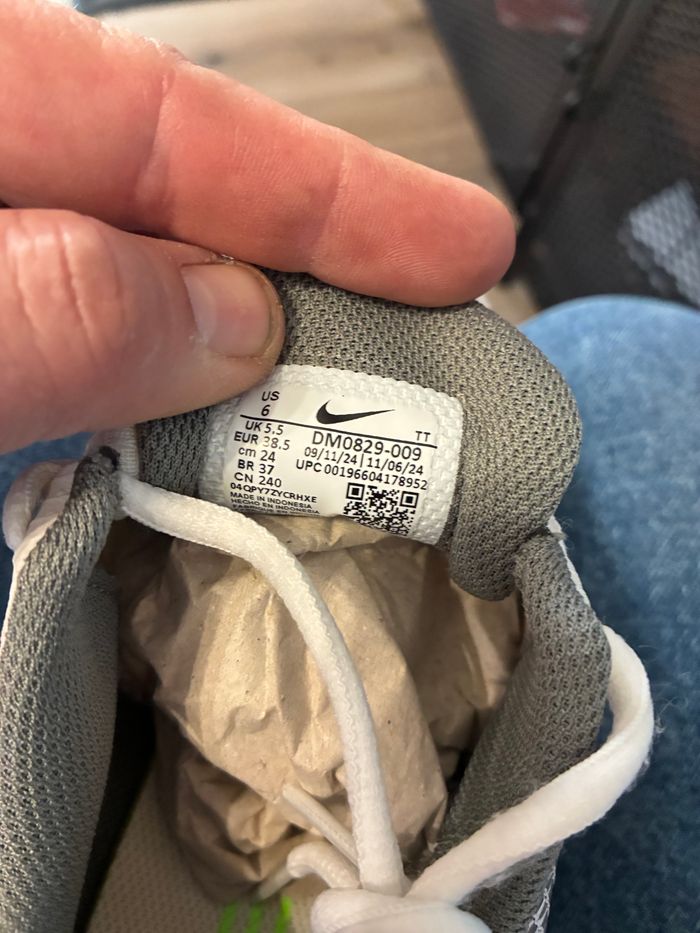 US
6
UK 5.5
EUR 38.5
cm 24
BR 37
CN 240
TT
DM0829-009
09/11/24 | 11/06/24
UPC 00196604178952
04QPY7ZYCRHXE
MADE IN INDONESIA
HECHO EN INDONESIA